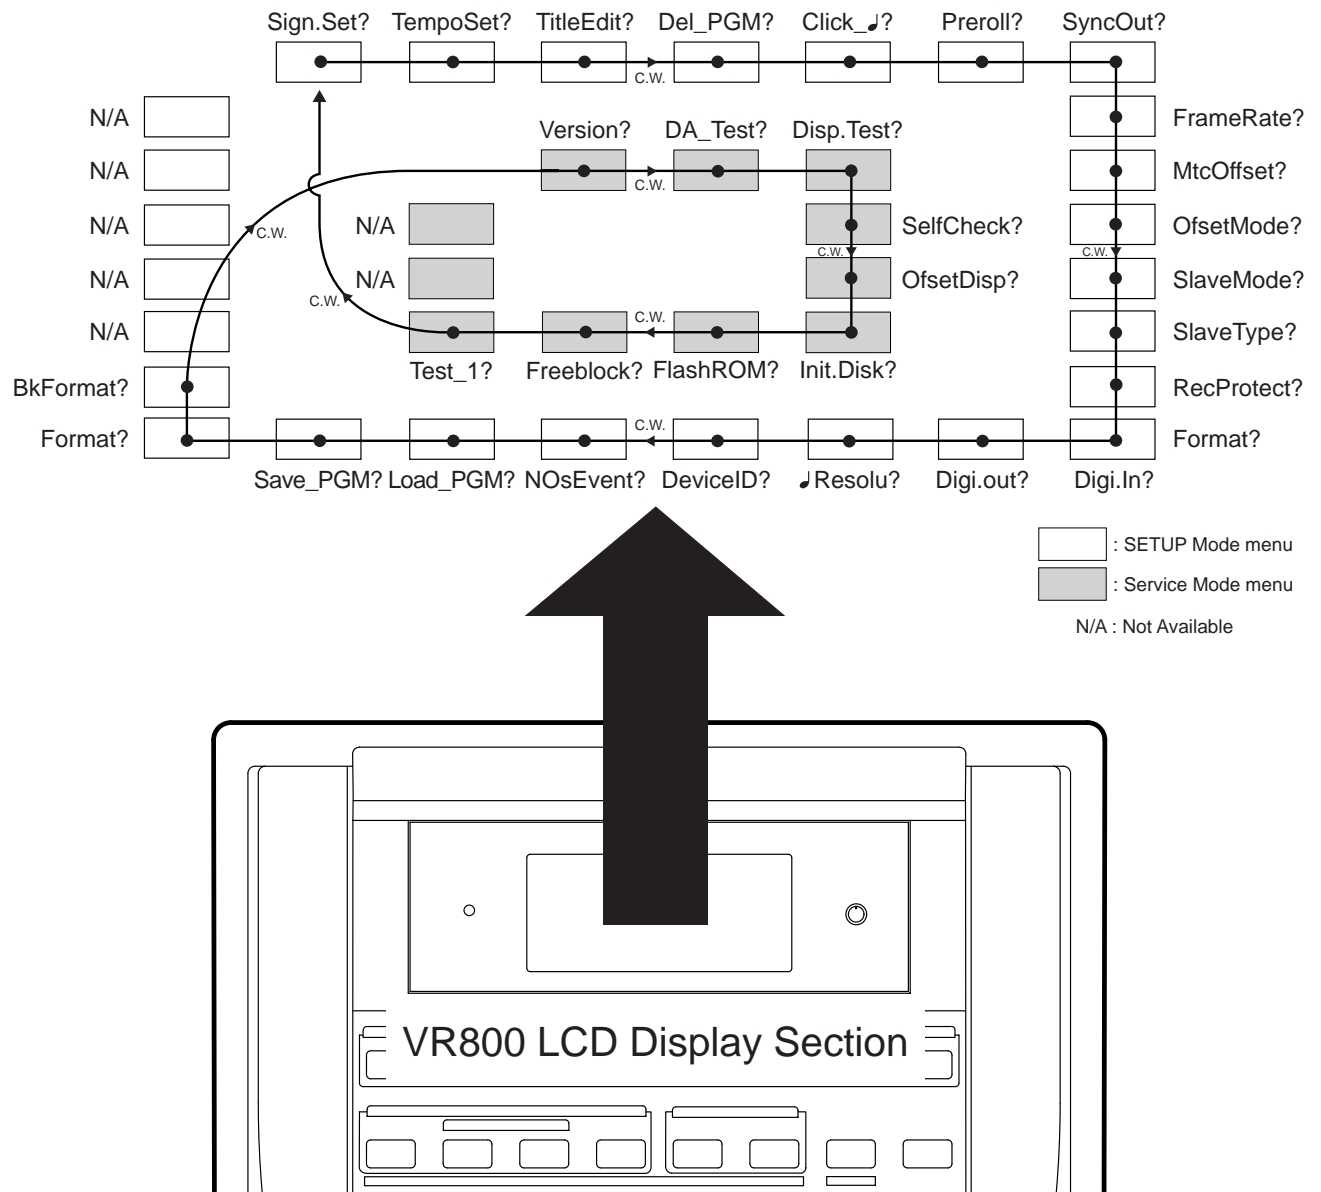 Sign.Set? TempoSet? TitleEdit? Del_PGM? Click_♩? Preroll? SyncOut?
C.W.
N/A FrameRate?
Version? DA_Test? Disp.Test?
N/A MtcOffset?
C.W.
N/A C.W. N/A SelfCheck? OfsetMode?
C.W. C.W.
N/A N/A OfsetDisp? SlaveMode?
C.W.
C.W.
N/A SlaveType?
Test_1? Freeblock? FlashROM? Init.Disk?
BkFormat? RecProtect?
C.W.
Format? Format?
Save_PGM? Load_PGM? NOsEvent? DeviceID? ♩Resolu? Digi.out? Digi.In?
: SETUP Mode menu
: Service Mode menu
N/A : Not Available
VR800 LCD Display Section